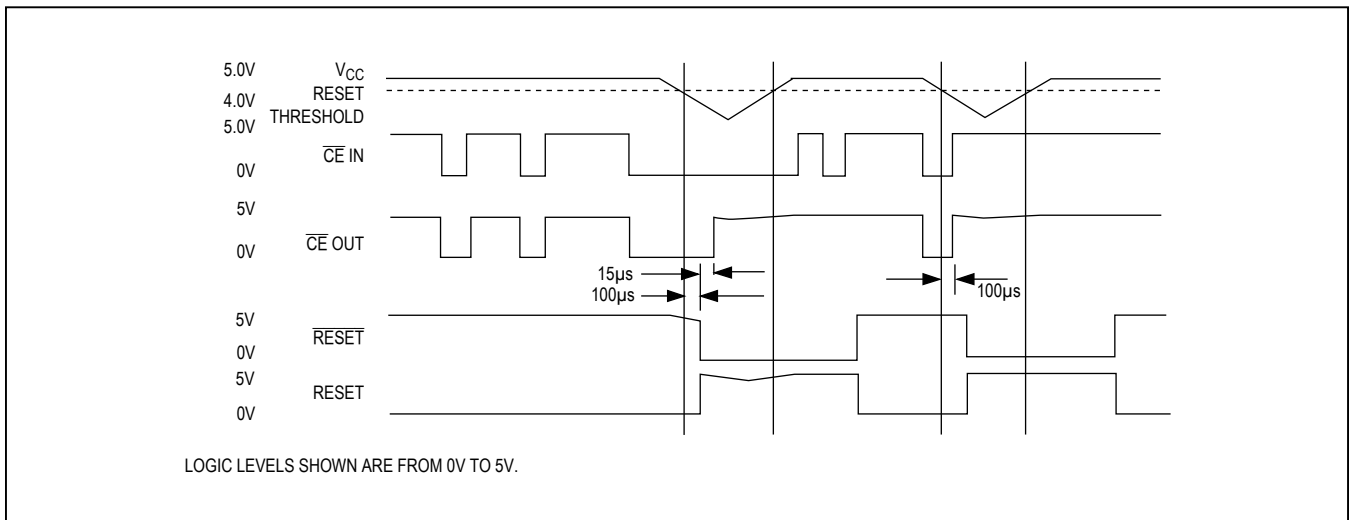 5.0V VCC
RESET
4.0V
THRESHOLD
5.0V
CE IN
0V
5V
CE OUT
0V
15µs
100µs
100µs
5V
RESET
0V
5V
RESET
0V
LOGIC LEVELS SHOWN ARE FROM 0V TO 5V.